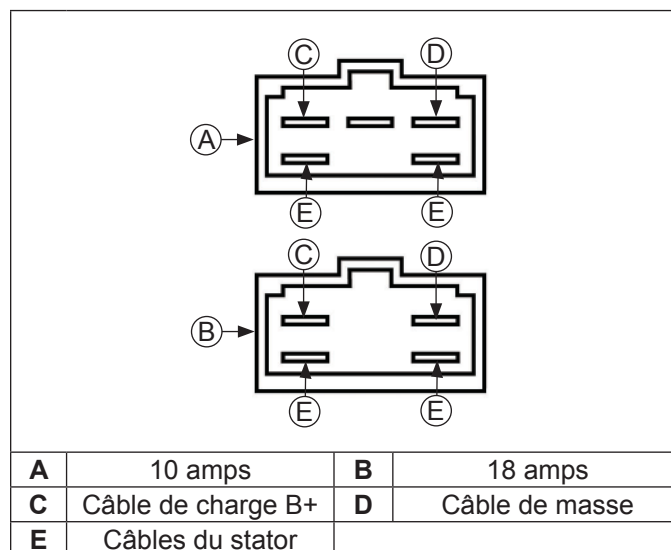 C D
A
E E
C D
B
E E
A 10 amps B 18 amps
C Câble de charge B+ D Câble de masse
E Câbles du stator